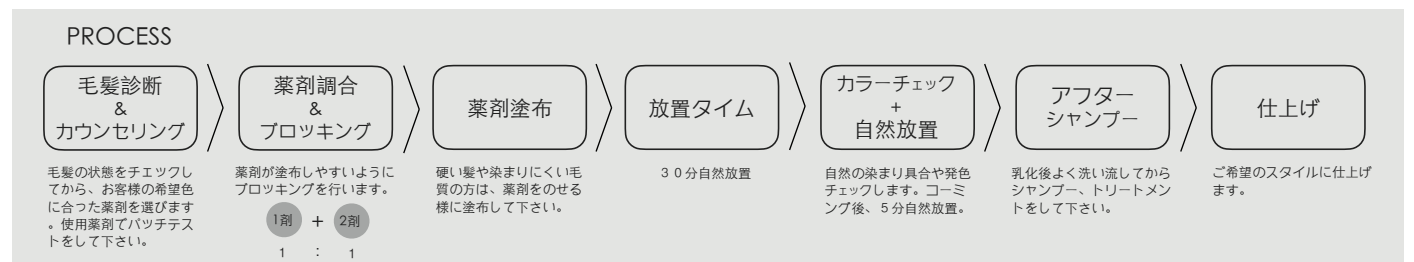 PROCESS
毛髪診断
&
カウンセリング
毛髪の状態をチェックし
てから、お客様の希望色
に合った薬剤を選びます
。使用薬剤でパッチテス
トをして下さい。
薬剤調合
&
ブロッキング
薬剤が塗布しやすいように
ブロッキングを行います。
1剤 + 2剤
1 : 1
薬剤塗布
硬い髪や染まりにくい毛
質の方は、薬剤をのせる
様に塗布して下さい。
放置タイム
30分自然放置
カラーチェック
+
自然放置
自然の染まり具合や発色
チェックします。コーミ
ング後、5分自然放置。
アフター
シャンプー
乳化後よく洗い流してから
シャンプー、トリートメン
トをして下さい。
仕上げ
ご希望のスタイルに仕上げ
ます。